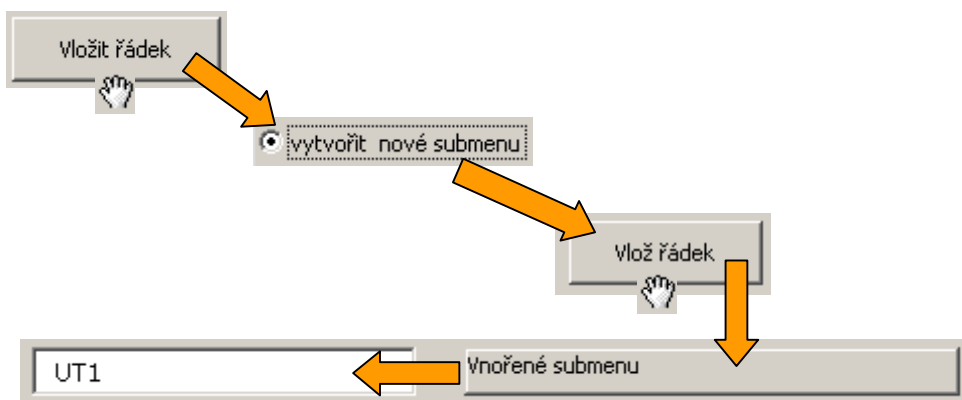 Vložit řádek
vytvořit nové submenu
Vlož řádek
UT1
Vnořené submenu